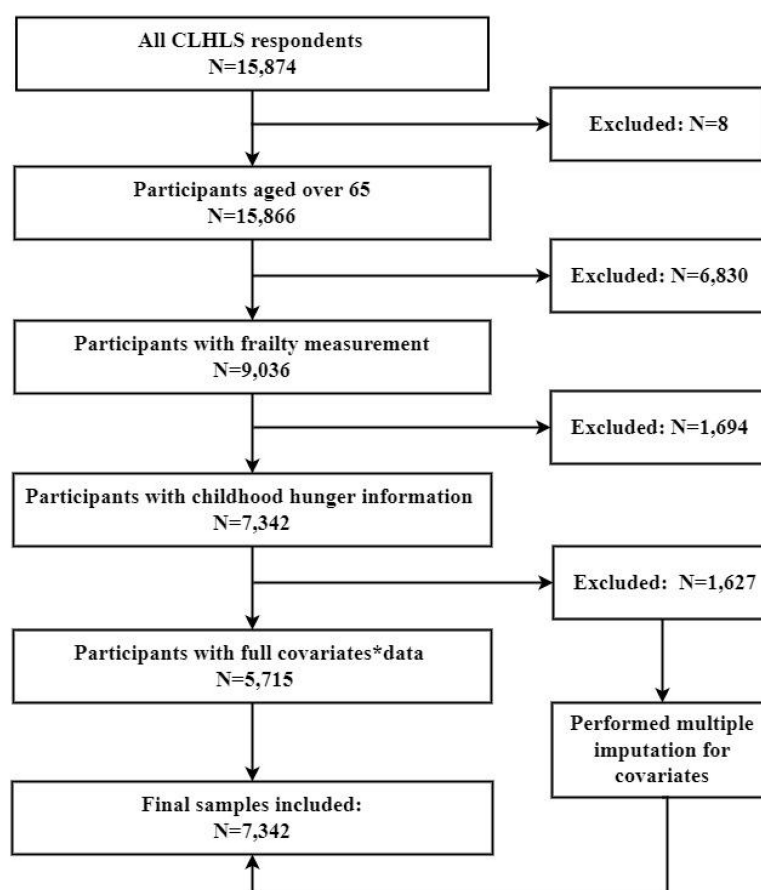 All CLHLS respondents
N=15,874
Excluded: N=8
Participants aged over 65
N=15,866
Excluded: N=6,830
Participants with frailty measurement
N=9,036
Excluded: N=1,694
Participants with childhood hunger information
N=7,342
Excluded:  N=1,627
Participants with full covariates*data
N=5,715
Performed multiple
imputation for
covariates
Final samples included:
N=7,342